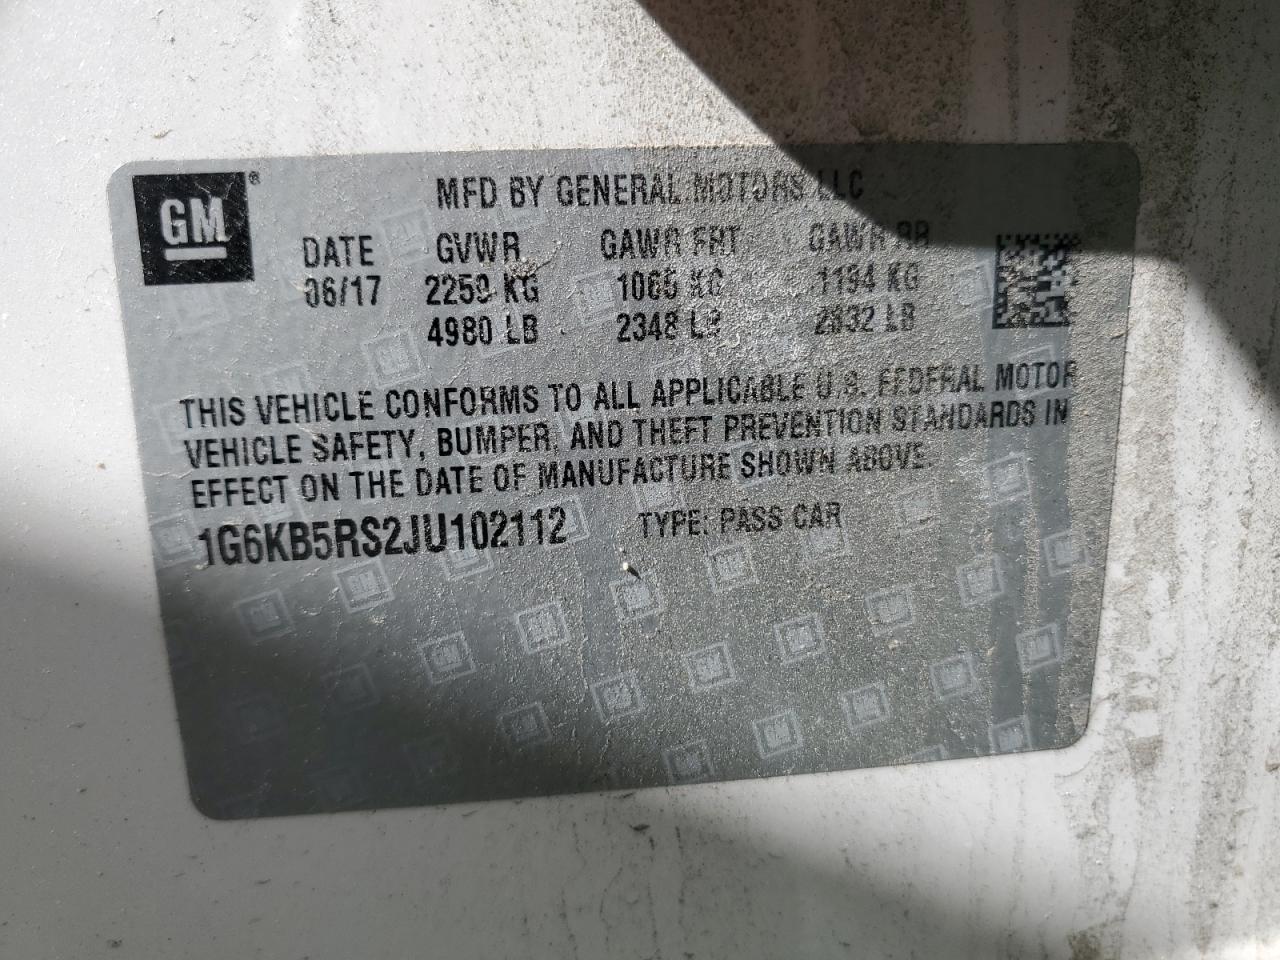 GM®
MFD BY GENERAL MOTORS LLC
DATE GVWR GAWR FRT GAWR RR
06/17 2259 KG 1065 KG 1194 KG
4980 LB 2348 LB 2632 LB
THIS VEHICLE CONFORMS TO ALL APPLICABLE U.S. FEDERAL MOTOR
VEHICLE SAFETY, BUMPER, AND THEFT PREVENTION STANDARDS IN
EFFECT ON THE DATE OF MANUFACTURE SHOWN ABOVE.
1G6KB5RS2JU102112 TYPE: PASS CAR